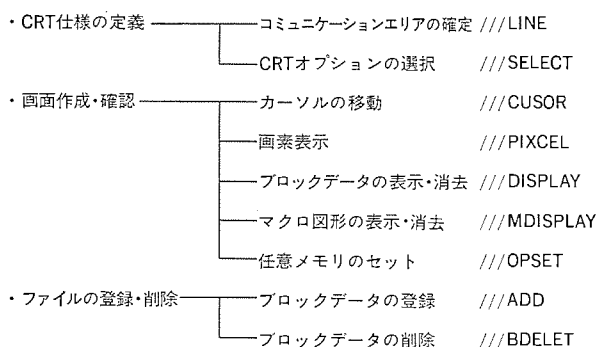 ・CRT仕様の定義 コミュニケーションエリアの確定 ///LINE
CRTオプションの選択 ///SELECT
・画面作成・確認 カーソルの移動 ///CUSOR
画素表示 ///PIXCEL
ブロックデータの表示・消去 ///DISPLAY
マクロ図形の表示・消去 ///MDISPLAY
任意メモリのセット ///OPSET
・ファイルの登録・削除 ブロックデータの登録 ///ADD
ブロックデータの削除 ///BDELET